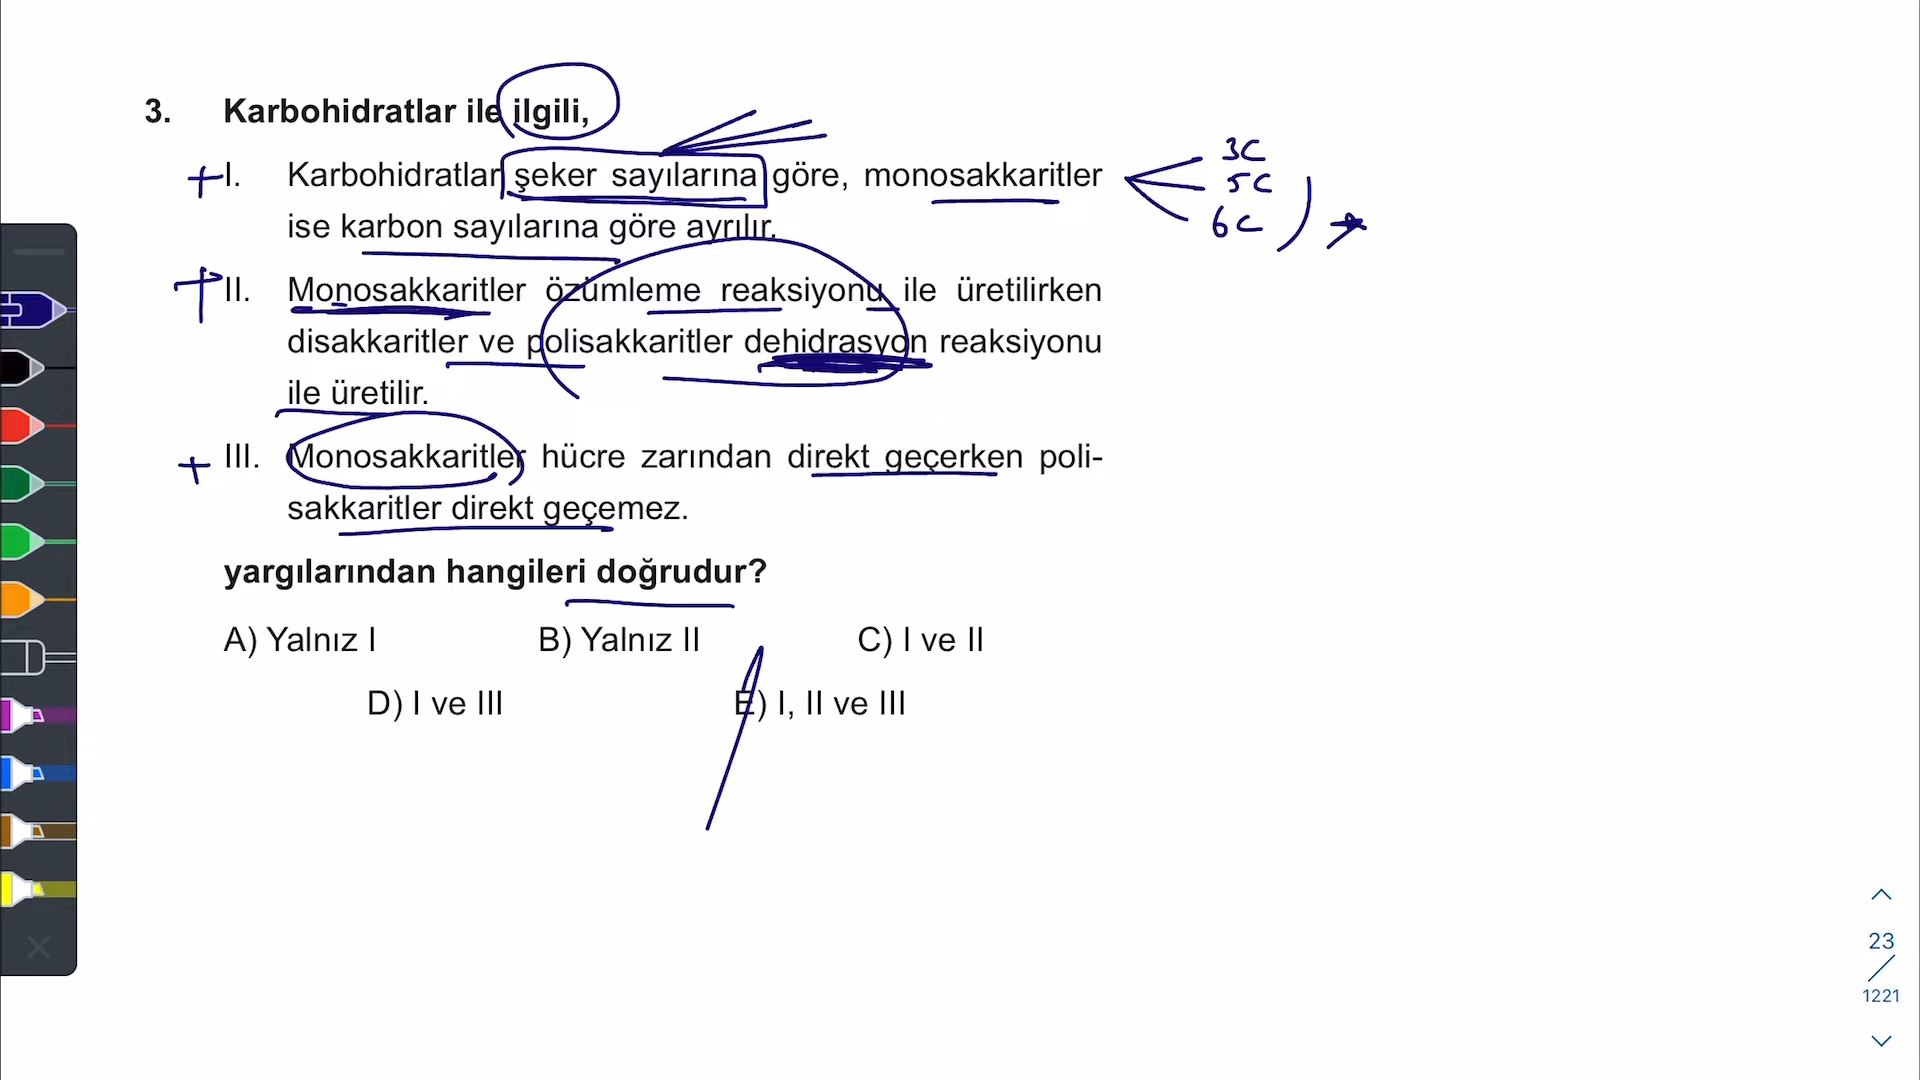 3. Karbohidratlar ile ilgili,
+ I. Karbohidratlar şeker sayılarına göre, monosakkaritler
3C
5C
6C
ise karbon sayılarına göre ayrılır.
+ II. Monosakkaritler özümleme reaksiyonu ile üretilirken
disakkaritler ve polisakkaritler dehidrasyon reaksiyonu
ile üretilir.
+ III. Monosakkaritler hücre zarından direkt geçerken poli-
sakkaritler direkt geçemez.
yargılarından hangileri doğrudur?
A) Yalnız I B) Yalnız II C) I ve II
D) I ve III E) I, II ve III
23
1221